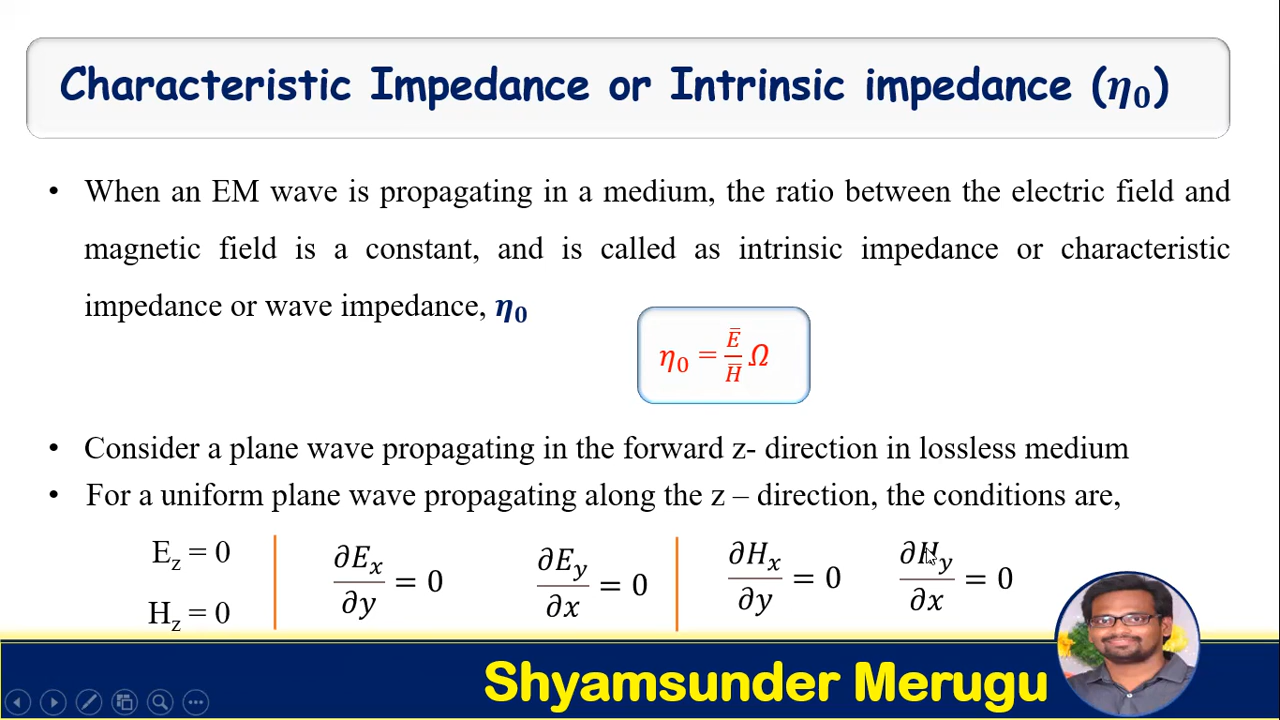 Characteristic Impedance or Intrinsic impedance (η₀)
• When an EM wave is propagating in a medium, the ratio between the electric field and
magnetic field is a constant, and is called as intrinsic impedance or characteristic
impedance or wave impedance, η₀
η₀ = E̅/H̅ Ω
• Consider a plane wave propagating in the forward z- direction in lossless medium
• For a uniform plane wave propagating along the z – direction, the conditions are,
E_z = 0
H_z = 0
∂E_x/∂y = 0
∂E_y/∂x = 0
∂H_x/∂y = 0
∂H_y/∂x = 0
Shyamsunder Merugu